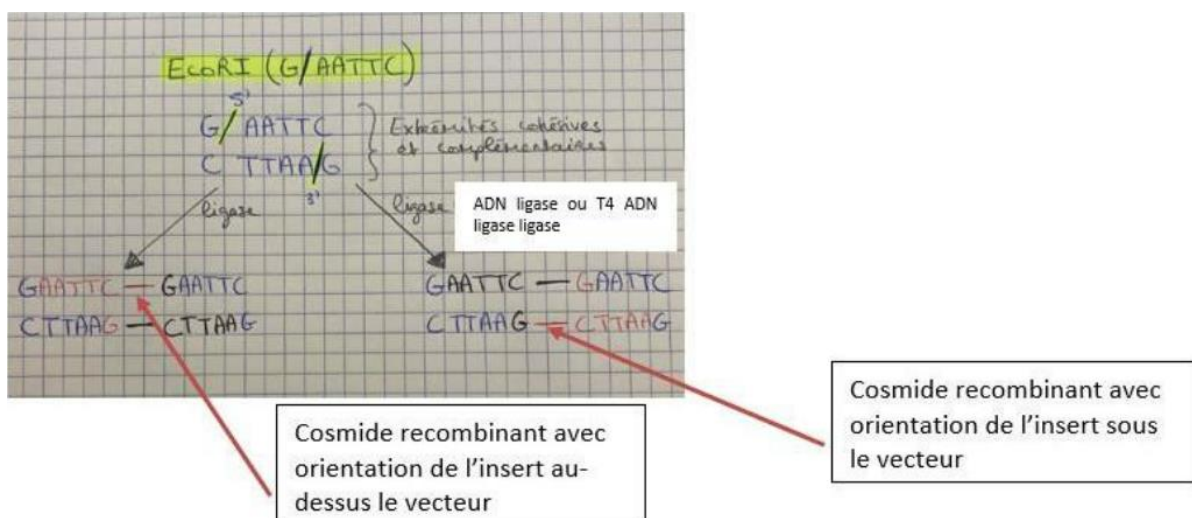 EcoRI (G/AATTC)
5'
G/ AATTC
C TTAA/G
3'
Extrémités cohésives
et complémentaires
ligase
ligase
ADN ligase ou T4 ADN
ligase ligase
GAATTC — GAATTC
CTTAAG — CTTAAG
GAATTC — GAATTC
CTTAAG — CTTAAG
Cosmide recombinant avec
orientation de l'insert au-
dessus le vecteur
Cosmide recombinant avec
orientation de l'insert sous
le vecteur